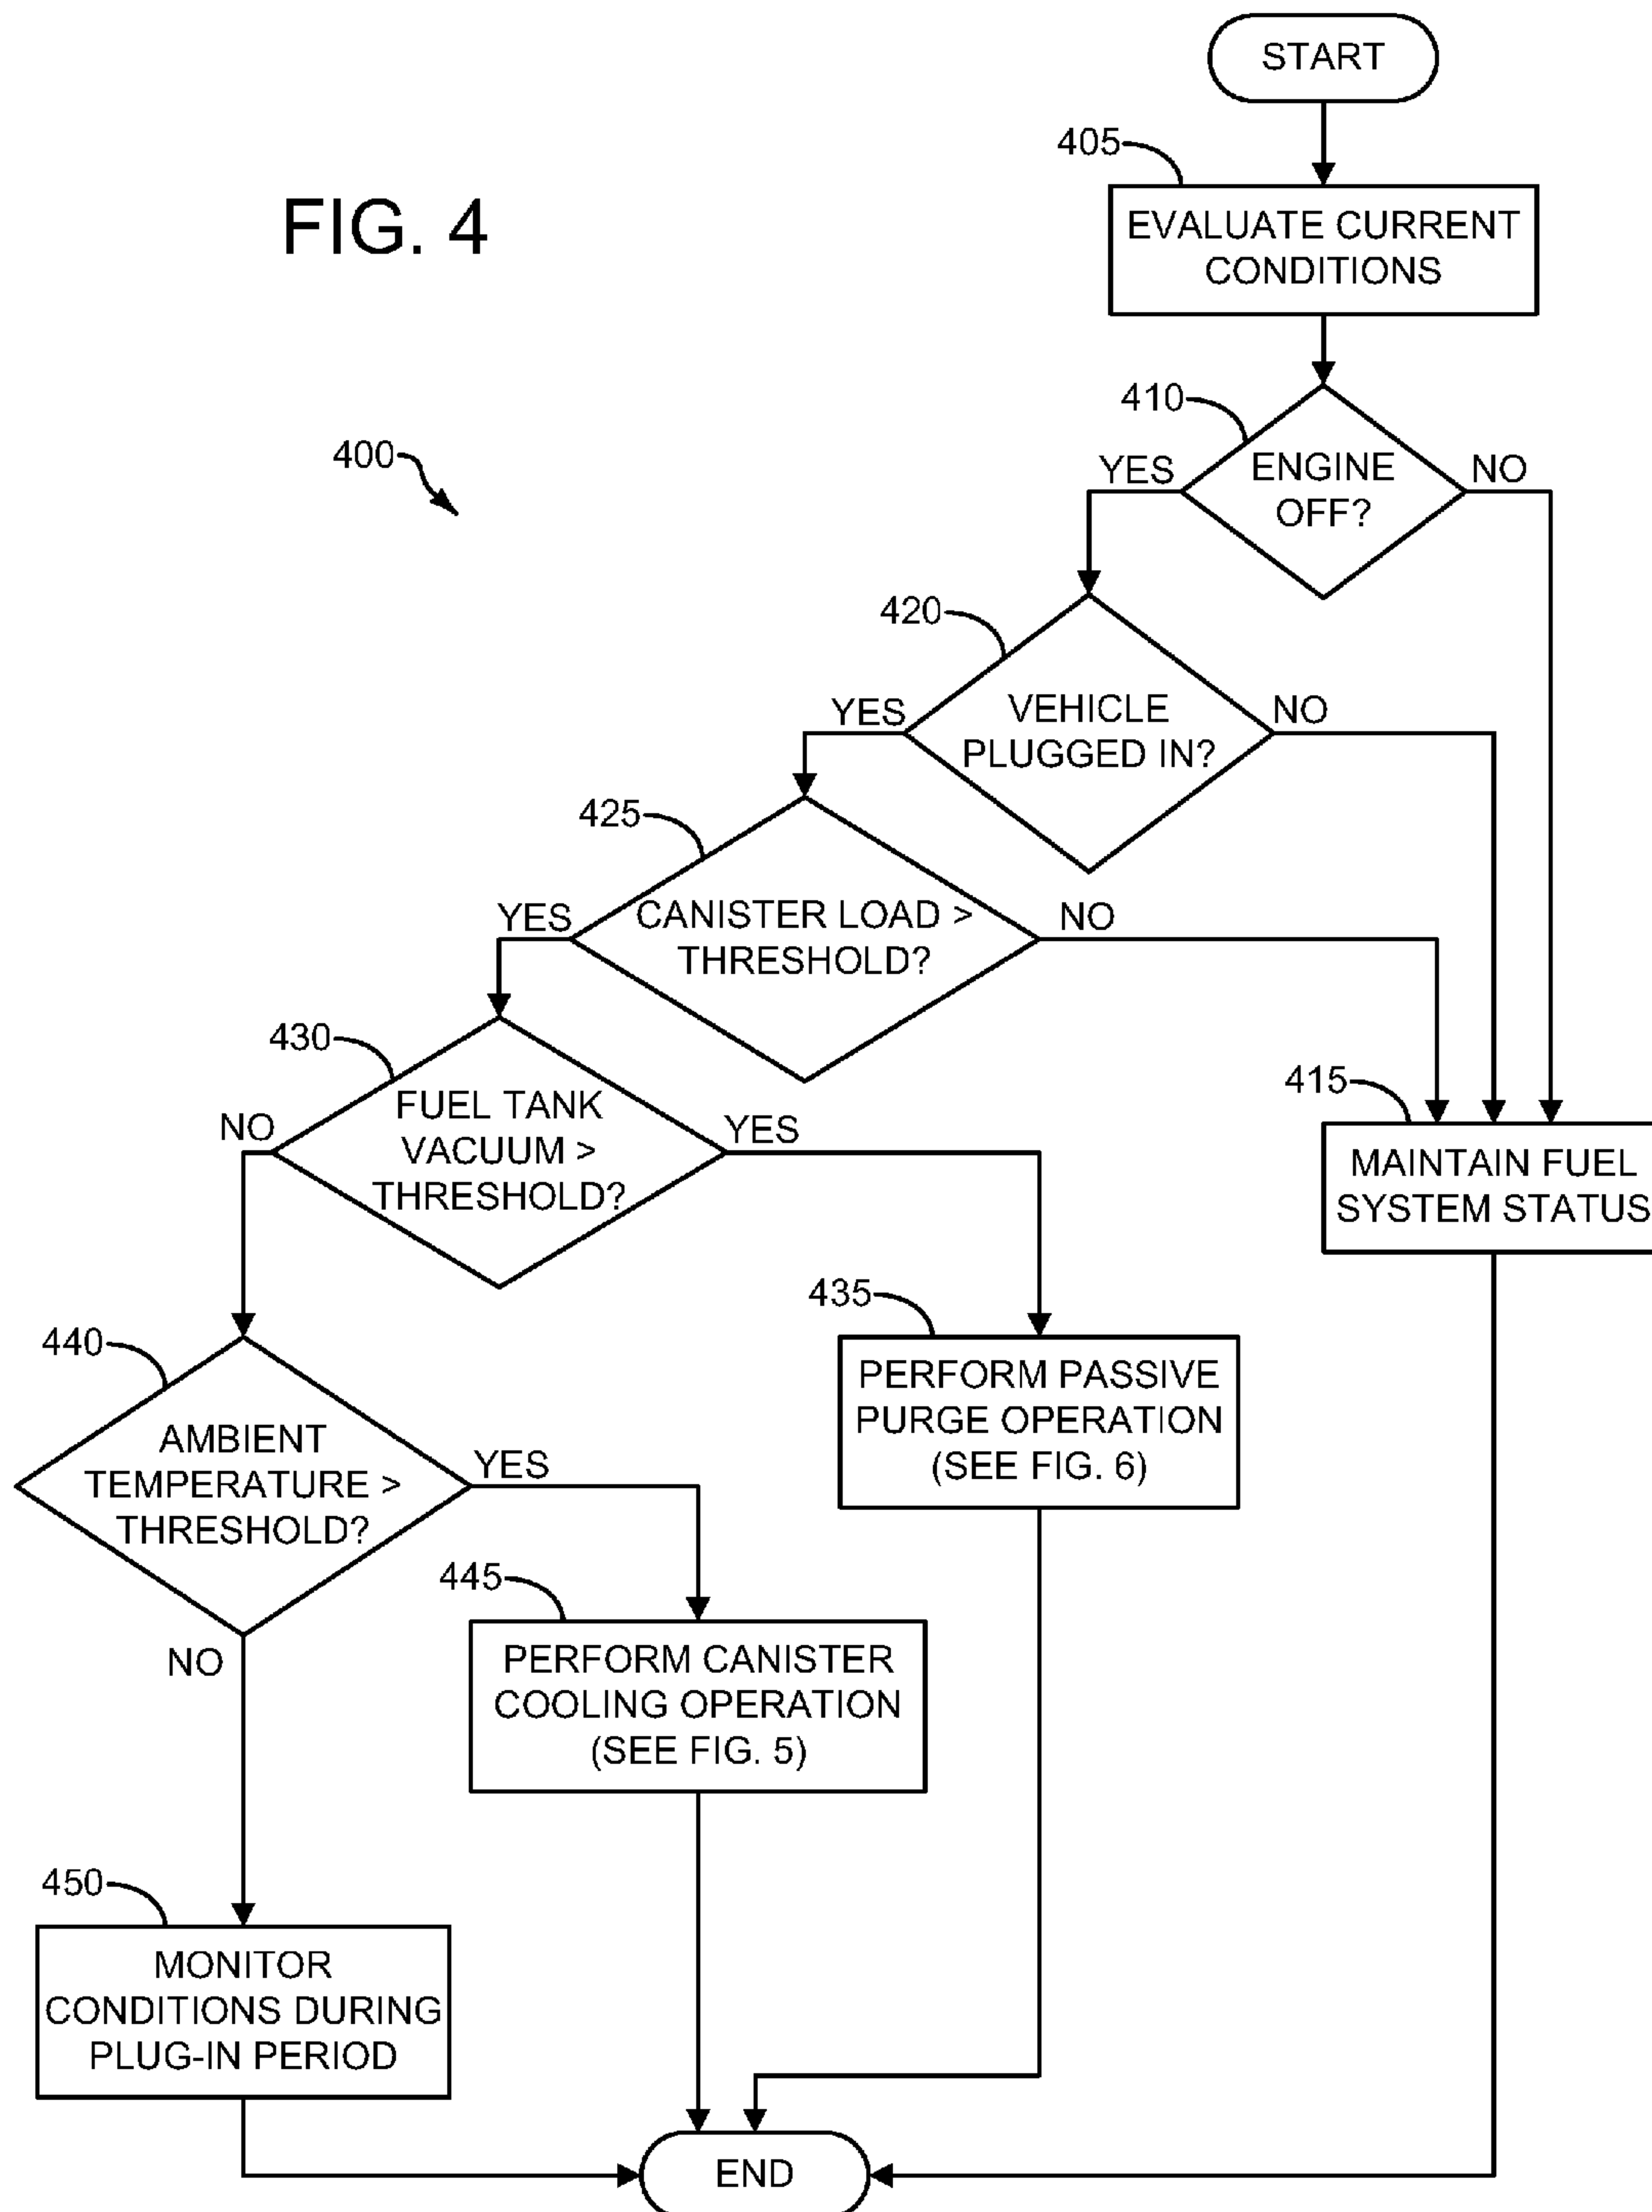 START
405
EVALUATE CURRENT
CONDITIONS
FIG. 4
410
400
YES
ENGINE
OFF?
NO
420
YES
VEHICLE
PLUGGED IN?
NO
425
YES
CANISTER LOAD >
THRESHOLD?
NO
430
NO
FUEL TANK
VACUUM >
THRESHOLD?
YES
415
MAINTAIN FUEL
SYSTEM STATUS
435
PERFORM PASSIVE
PURGE OPERATION
(SEE FIG. 6)
440
AMBIENT
TEMPERATURE >
THRESHOLD?
YES
NO
445
PERFORM CANISTER
COOLING OPERATION
(SEE FIG. 5)
450
MONITOR
CONDITIONS DURING
PLUG-IN PERIOD
END